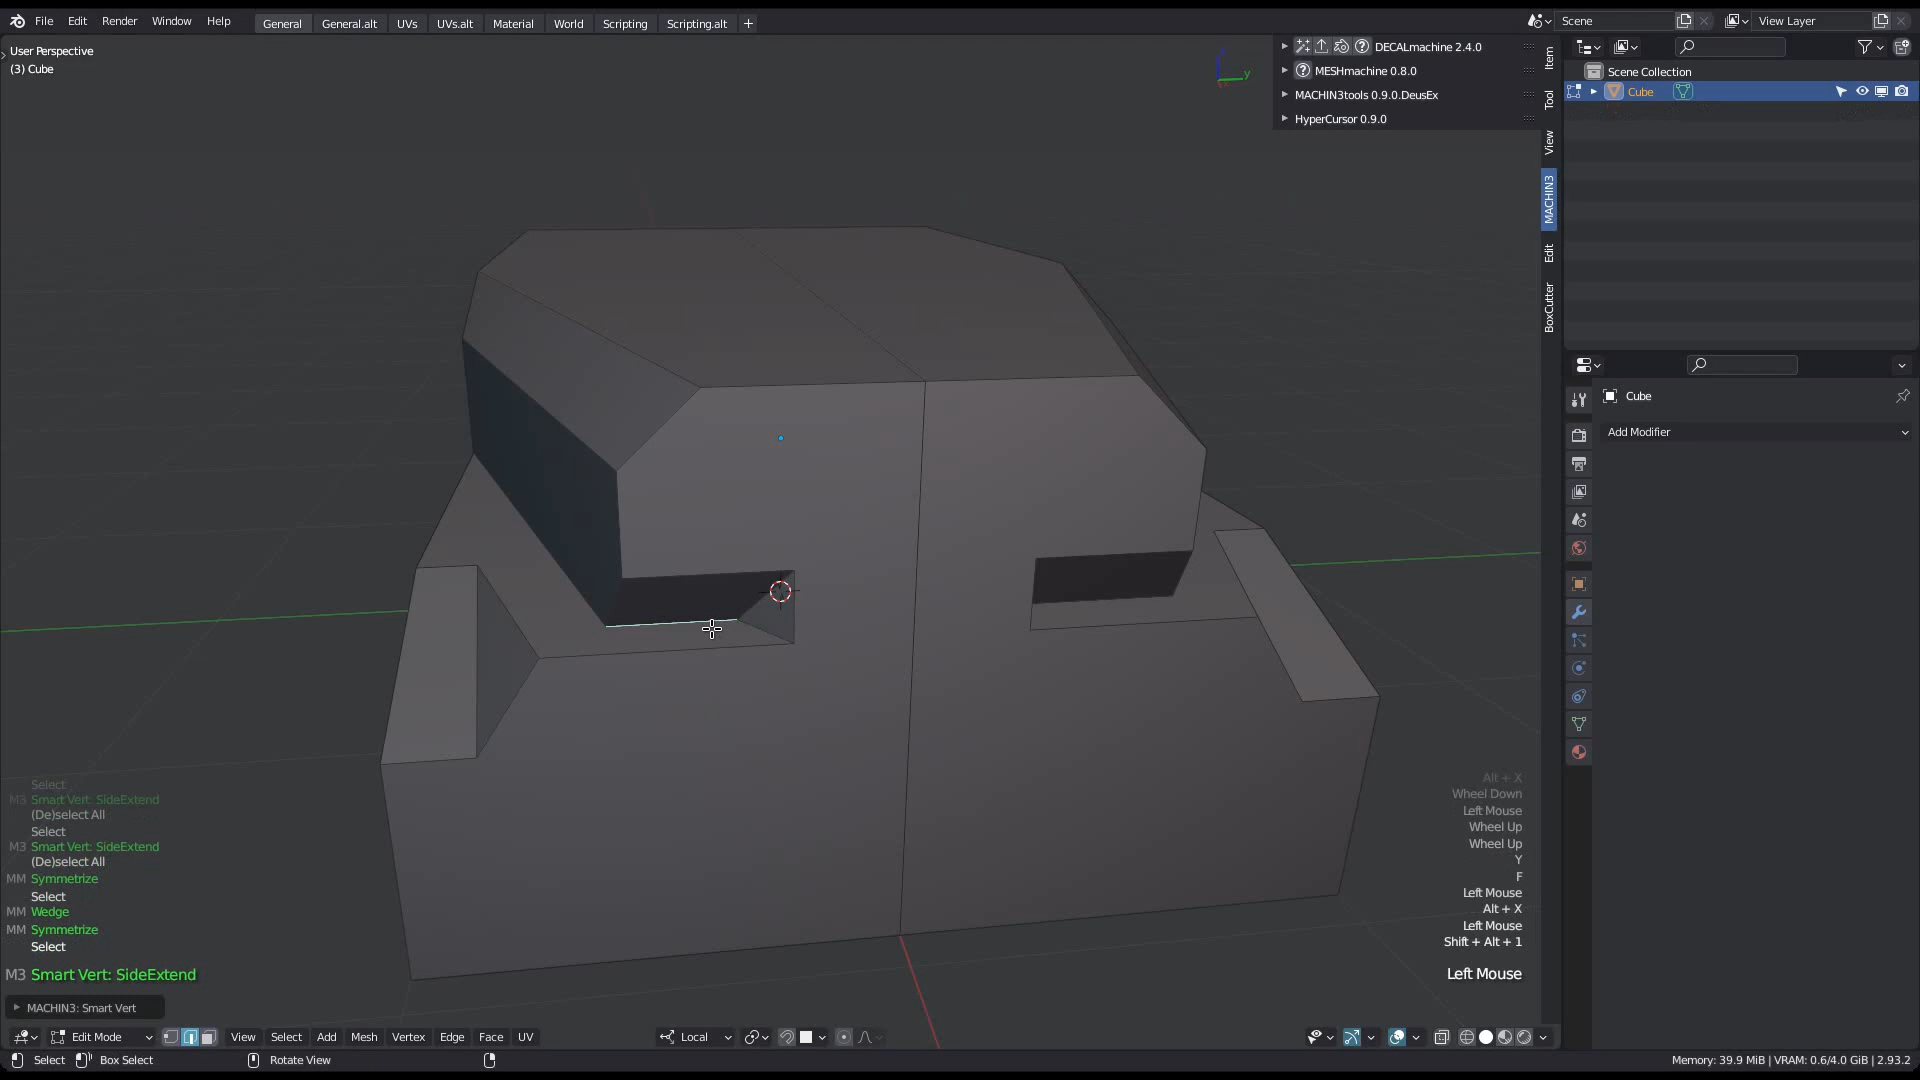 File Edit Render Window Help General General.alt UVs UVs.alt Material World Scripting Scripting.alt + Scene View Layer
User Perspective
(3) Cube
DECALmachine 2.4.0
MESHmachine 0.8.0
MACHIN3tools 0.9.0.DeusEx
HyperCursor 0.9.0
Item
Tool
View
MACHIN3
Edit
BoxCutter
y
Scene Collection
Cube
Cube
Add Modifier
Select
M3 Smart Vert: SideExtend
(De)select All
Select
M3 Smart Vert: SideExtend
(De)select All
MM Symmetrize
Select
MM Wedge
MM Symmetrize
Select
M3 Smart Vert: SideExtend
Alt + X
Wheel Down
Left Mouse
Wheel Up
Wheel Up
Y
F
Left Mouse
Alt + X
Left Mouse
Shift + Alt + 1
Left Mouse
MACHIN3: Smart Vert
Edit Mode View Select Add Mesh Vertex Edge Face UV Local
Select Box Select Rotate View Memory: 39.9 MiB | VRAM: 0.6/4.0 GiB | 2.93.2